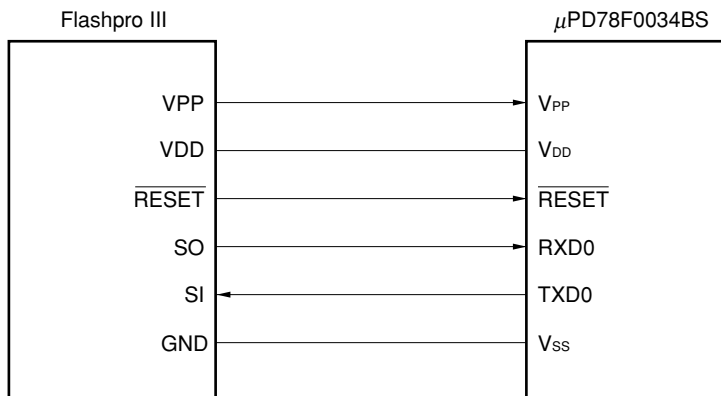 Flashpro III
μPD78F0034BS
VPP
VPP
VDD
VDD
RESET
RESET
SO
RXD0
SI
TXD0
GND
VSS